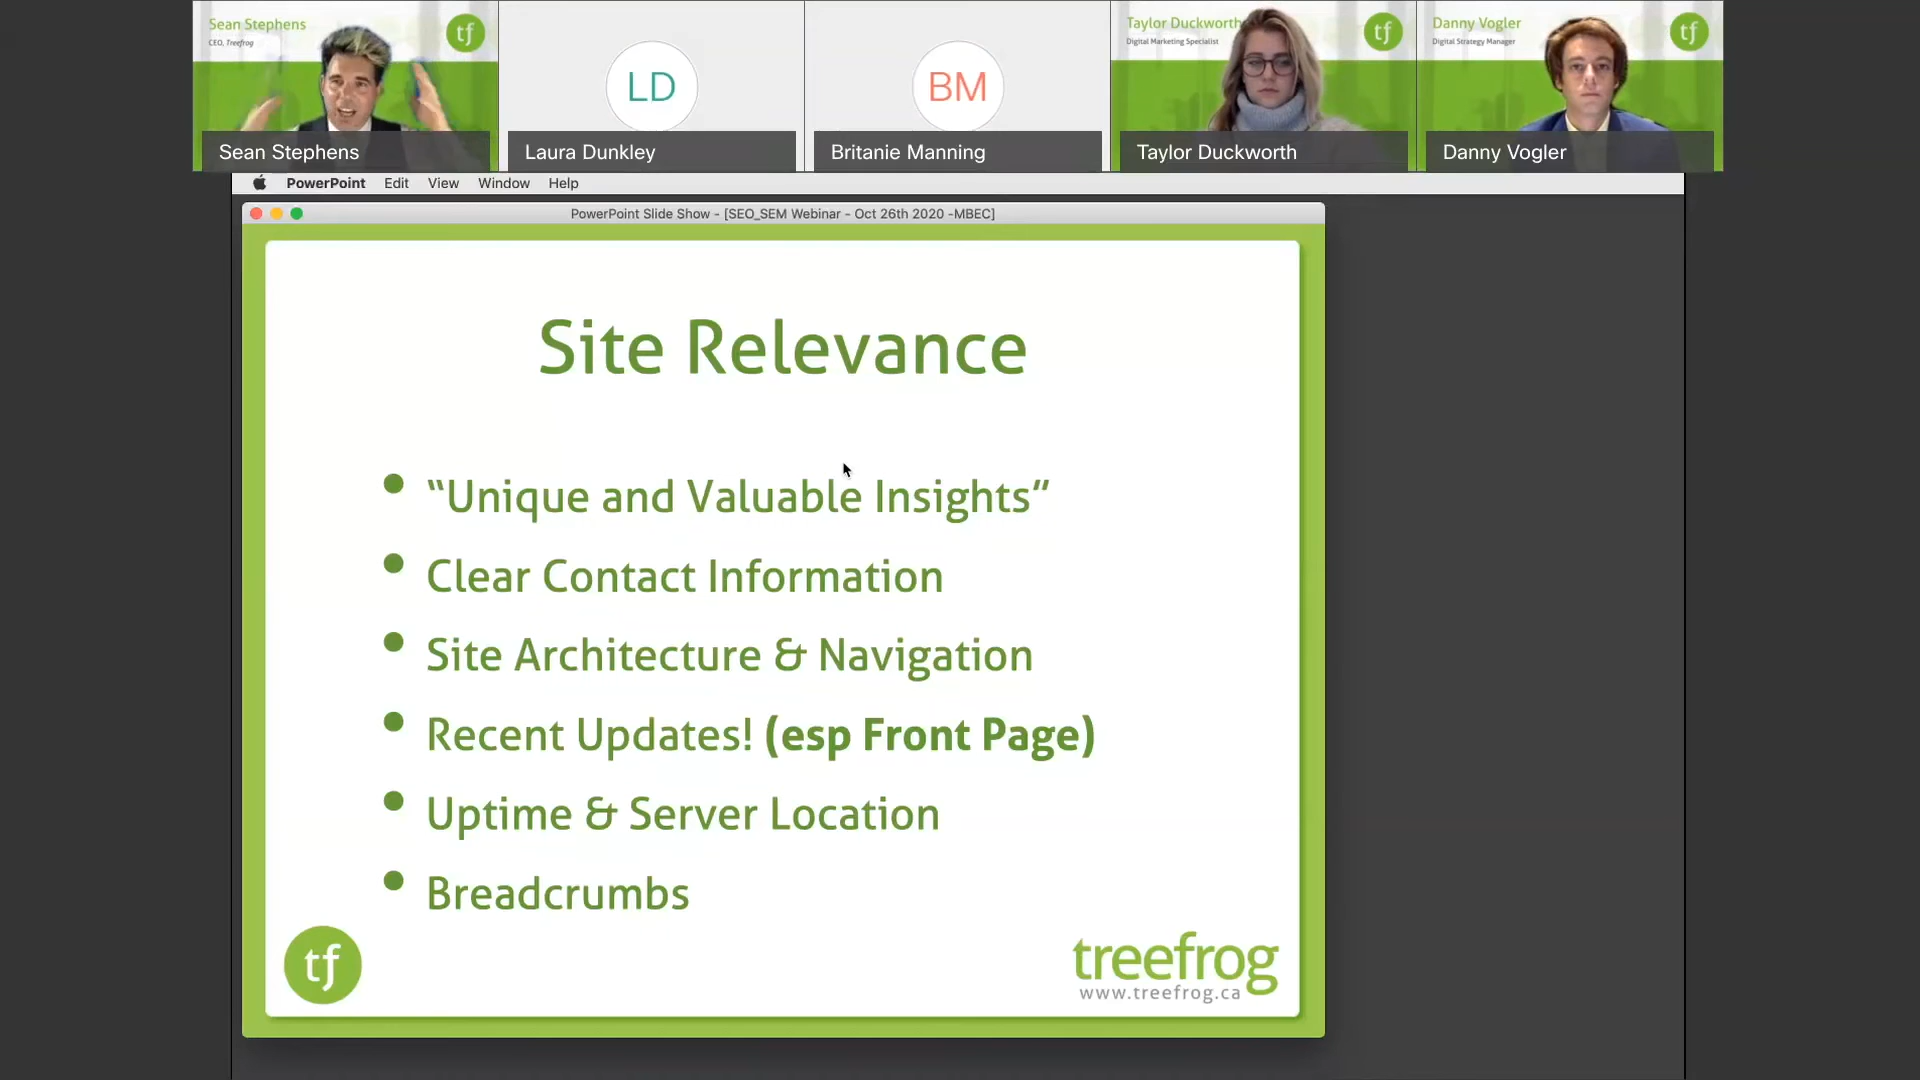 Sean Stephens
CEO, Treefrog
tf
Sean Stephens
LD
Laura Dunkley
BM
Britanie Manning
Taylor Duckworth
Digital Marketing Specialist
tf
Taylor Duckworth
Danny Vogler
Digital Strategy Manager
tf
Danny Vogler
PowerPoint Edit View Window Help
PowerPoint Slide Show - [SEO_SEM Webinar - Oct 26th 2020 -MBEC]
Site Relevance
• “Unique and Valuable Insights”
• Clear Contact Information
• Site Architecture & Navigation
• Recent Updates! (esp Front Page)
• Uptime & Server Location
• Breadcrumbs
tf
treefrog
www.treefrog.ca